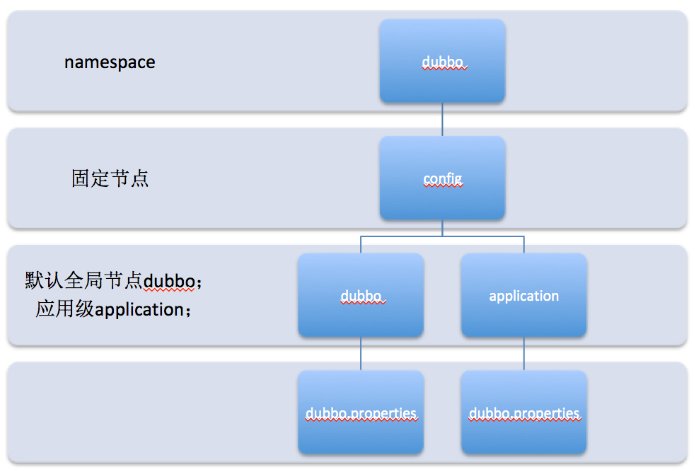 namespace
dubbo
固定节点
config
默认全局节点dubbo；
应用级application；
dubbo
application
dubbo.properties
dubbo.properties